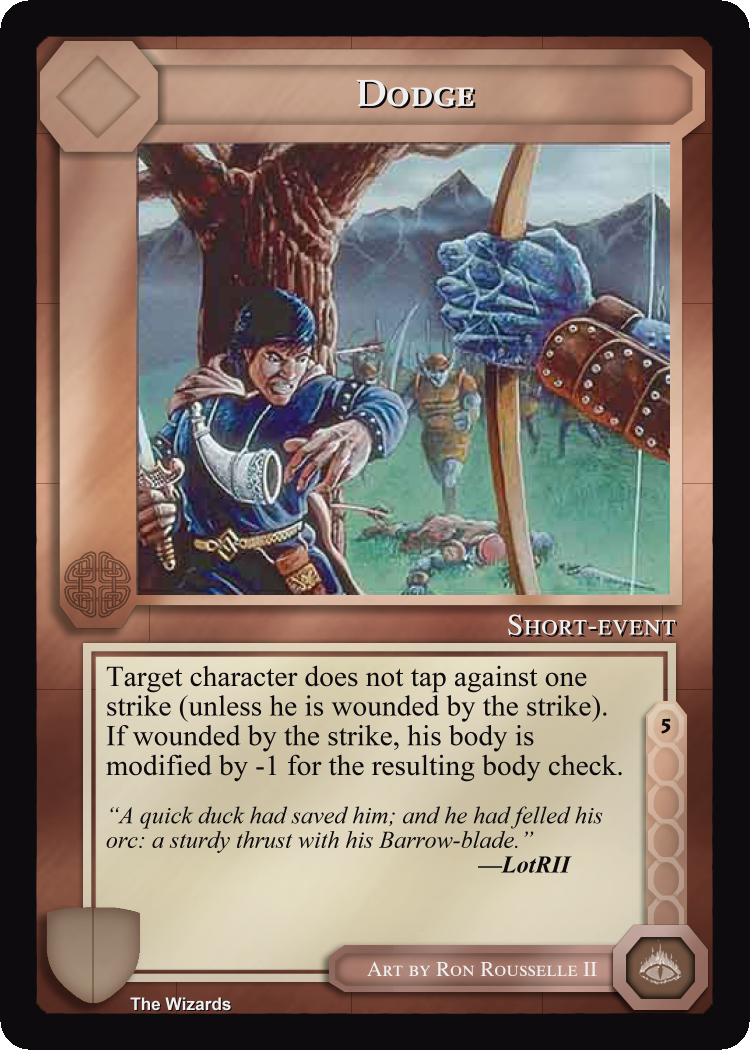 Dodge
Short-event
Target character does not tap against one
strike (unless he is wounded by the strike).
If wounded by the strike, his body is
modified by -1 for the resulting body check.
5
“A quick duck had saved him; and he had felled his
orc: a sturdy thrust with his Barrow-blade.”
—LotRII
Art by Ron Rousselle II
The Wizards